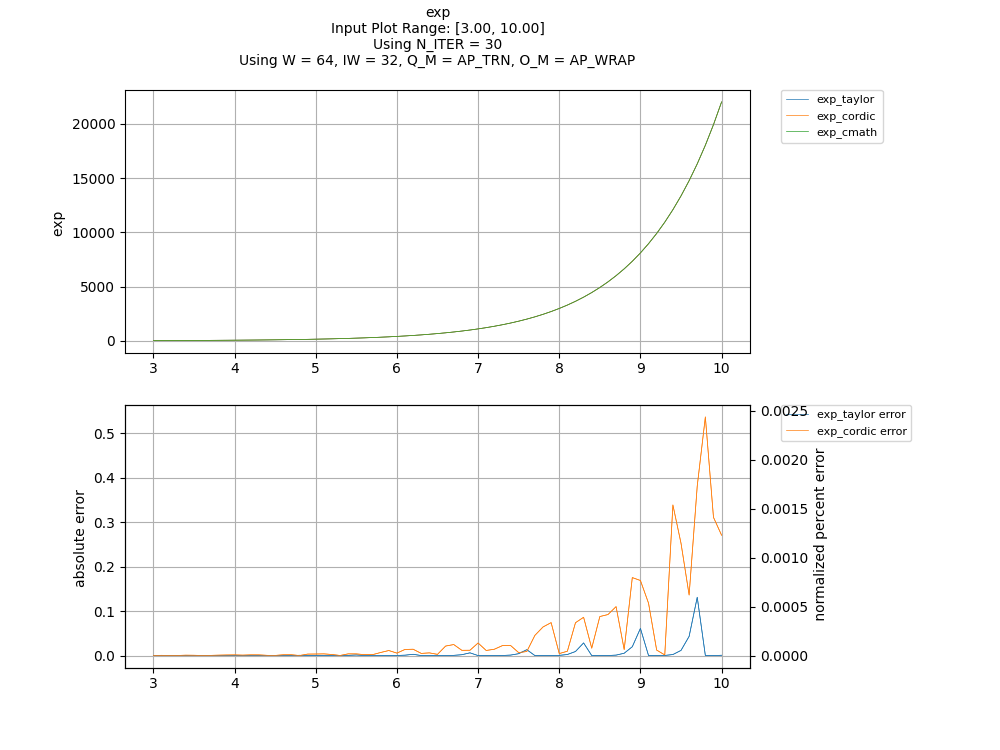 exp
Input Plot Range: [3.00, 10.00]
Using N_ITER = 30
Using W = 64, IW = 32, Q_M = AP_TRN, O_M = AP_WRAP
exp_taylor
exp_cordic
exp_cmath
exp
20000
15000
10000
5000
0
3 4 5 6 7 8 9 10
exp_taylor error
exp_cordic error
absolute error
0.5
0.4
0.3
0.2
0.1
0.0
0.0025
0.0020
0.0015
0.0010
0.0005
0.0000
normalized percent error
3 4 5 6 7 8 9 10